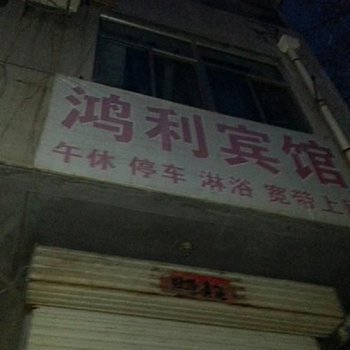 鸿利宾馆
午休 停车 淋浴 宽带上